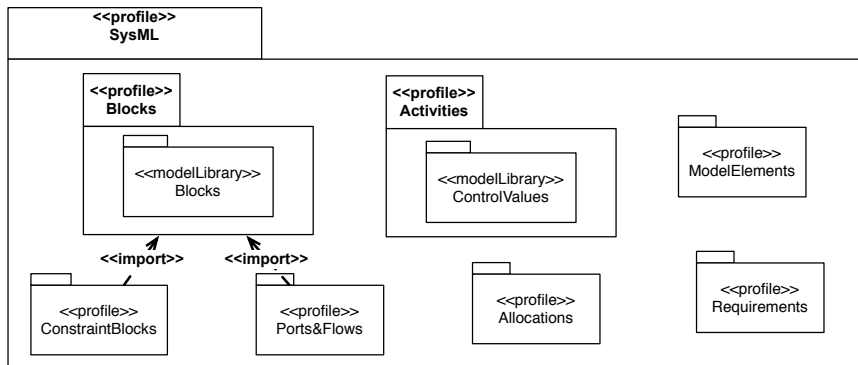 <<profile>>
SysML
<<profile>>
Blocks
<<modelLibrary>>
Blocks
<<profile>>
Activities
<<modelLibrary>>
ControlValues
<<profile>>
ModelElements
<<import>>
<<import>>
<<profile>>
ConstraintBlocks
<<profile>>
Ports&Flows
<<profile>>
Allocations
<<profile>>
Requirements